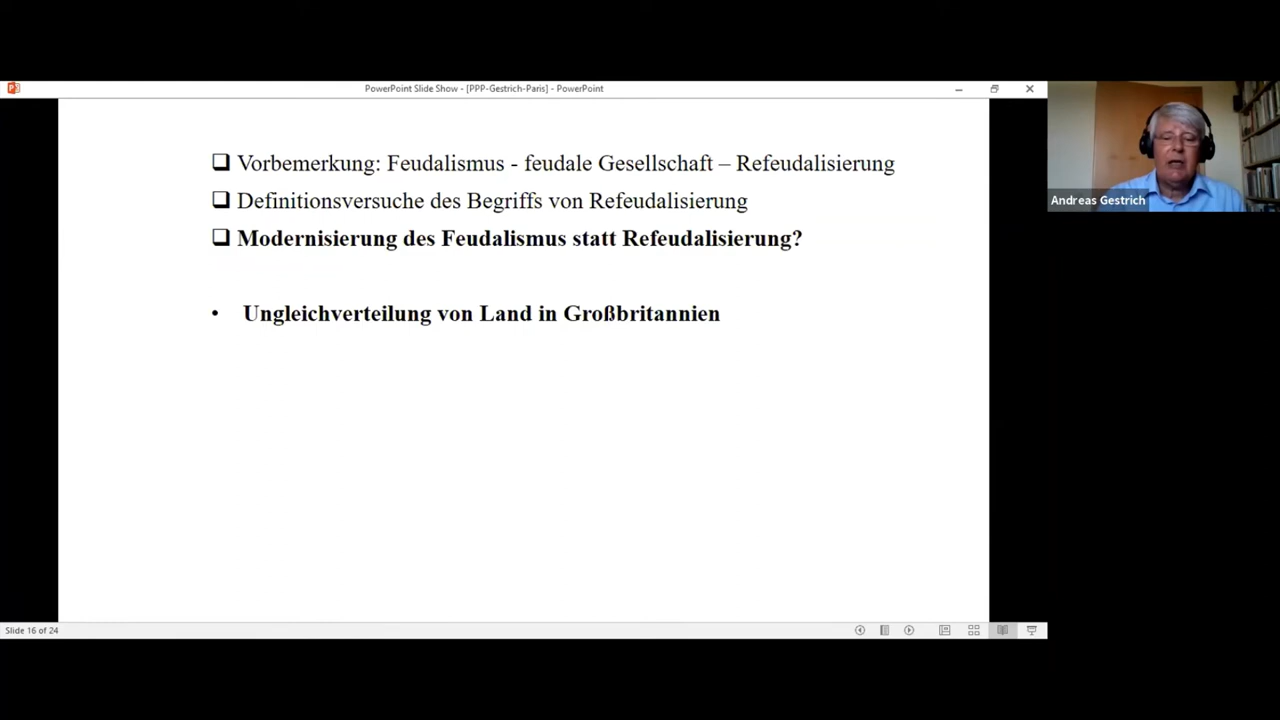 PowerPoint Slide Show - [PPP-Gestrich-Paris] - PowerPoint
Vorbemerkung: Feudalismus - feudale Gesellschaft – Refeudalisierung
Definitionsversuche des Begriffs von Refeudalisierung
Modernisierung des Feudalismus statt Refeudalisierung?
• Ungleichverteilung von Land in Großbritannien
Andreas Gestrich
Slide 16 of 24